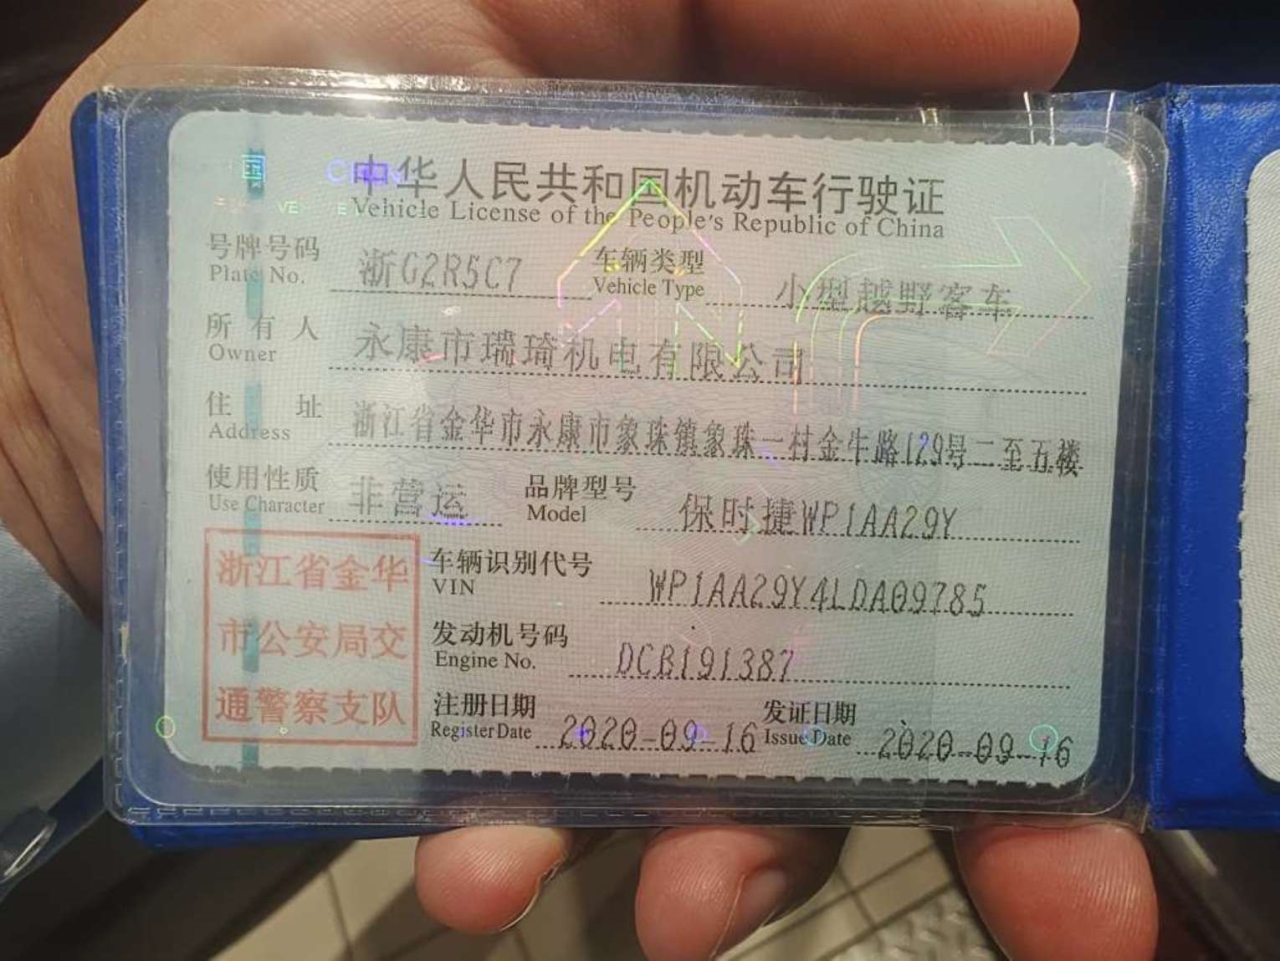 中华人民共和国机动车行驶证
Vehicle License of the People's Republic of China
号牌号码 浙G2R5C7 车辆类型 小型越野客车
Plate No. Vehicle Type
所有人 永康市瑞琦机电有限公司
Owner
住址 浙江省金华市永康市象珠镇象珠一村金牛路129号二至五楼
Address
使用性质 非营运 品牌型号 保时捷WP1AA29Y
Use Character Model
浙江省金华
市公安局交
通警察支队
车辆识别代号 WP1AA29Y4LDA09785
VIN
发动机号码 DCB191387
Engine No.
注册日期 2020-09-16 发证日期 2020-09-16
Register Date Issue Date